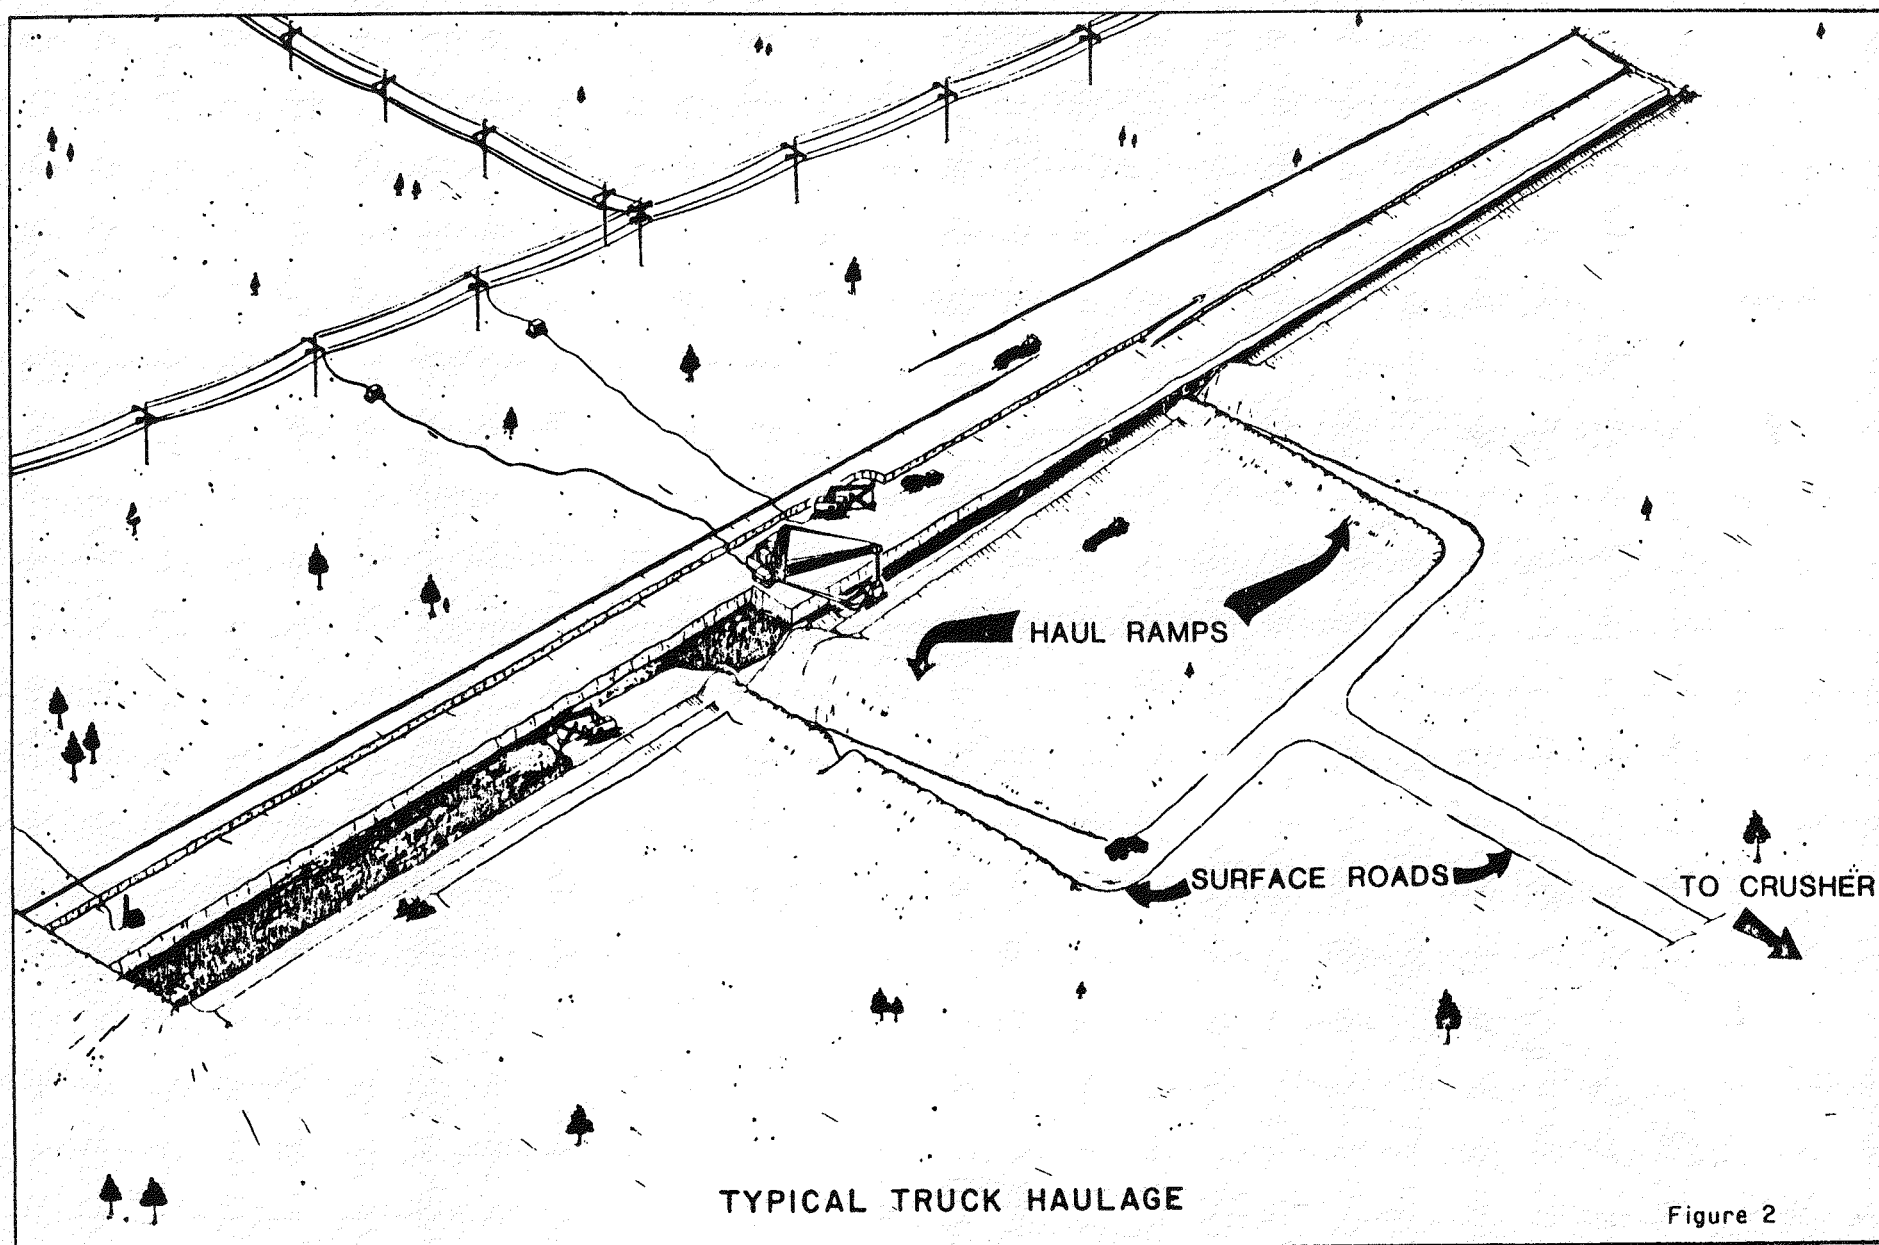 HAUL RAMPS
SURFACE ROADS
TO CRUSHER
TYPICAL TRUCK HAULAGE
Figure 2